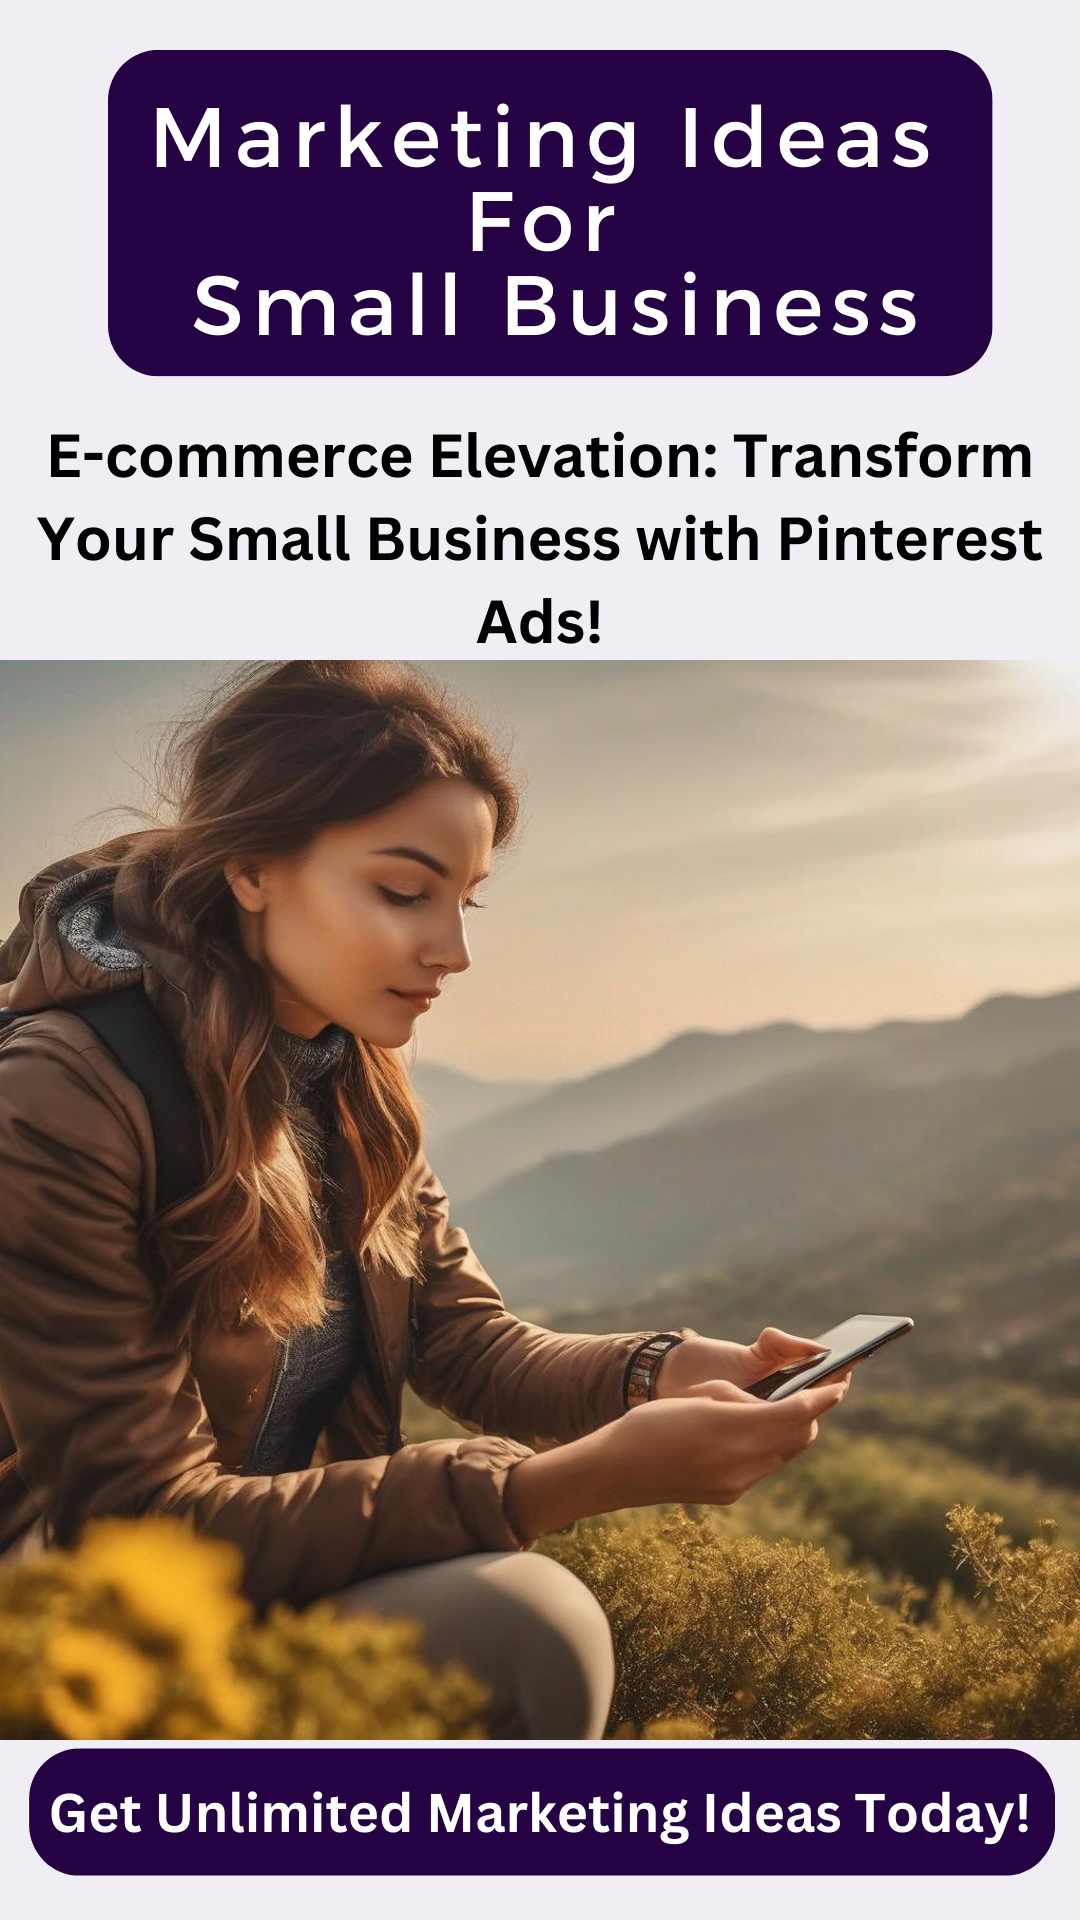 Marketing Ideas
For
Small Business
E-commerce Elevation: Transform
Your Small Business with Pinterest
Ads!
Get Unlimited Marketing Ideas Today!